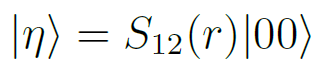 |η⟩ = S₁₂(r)|00⟩